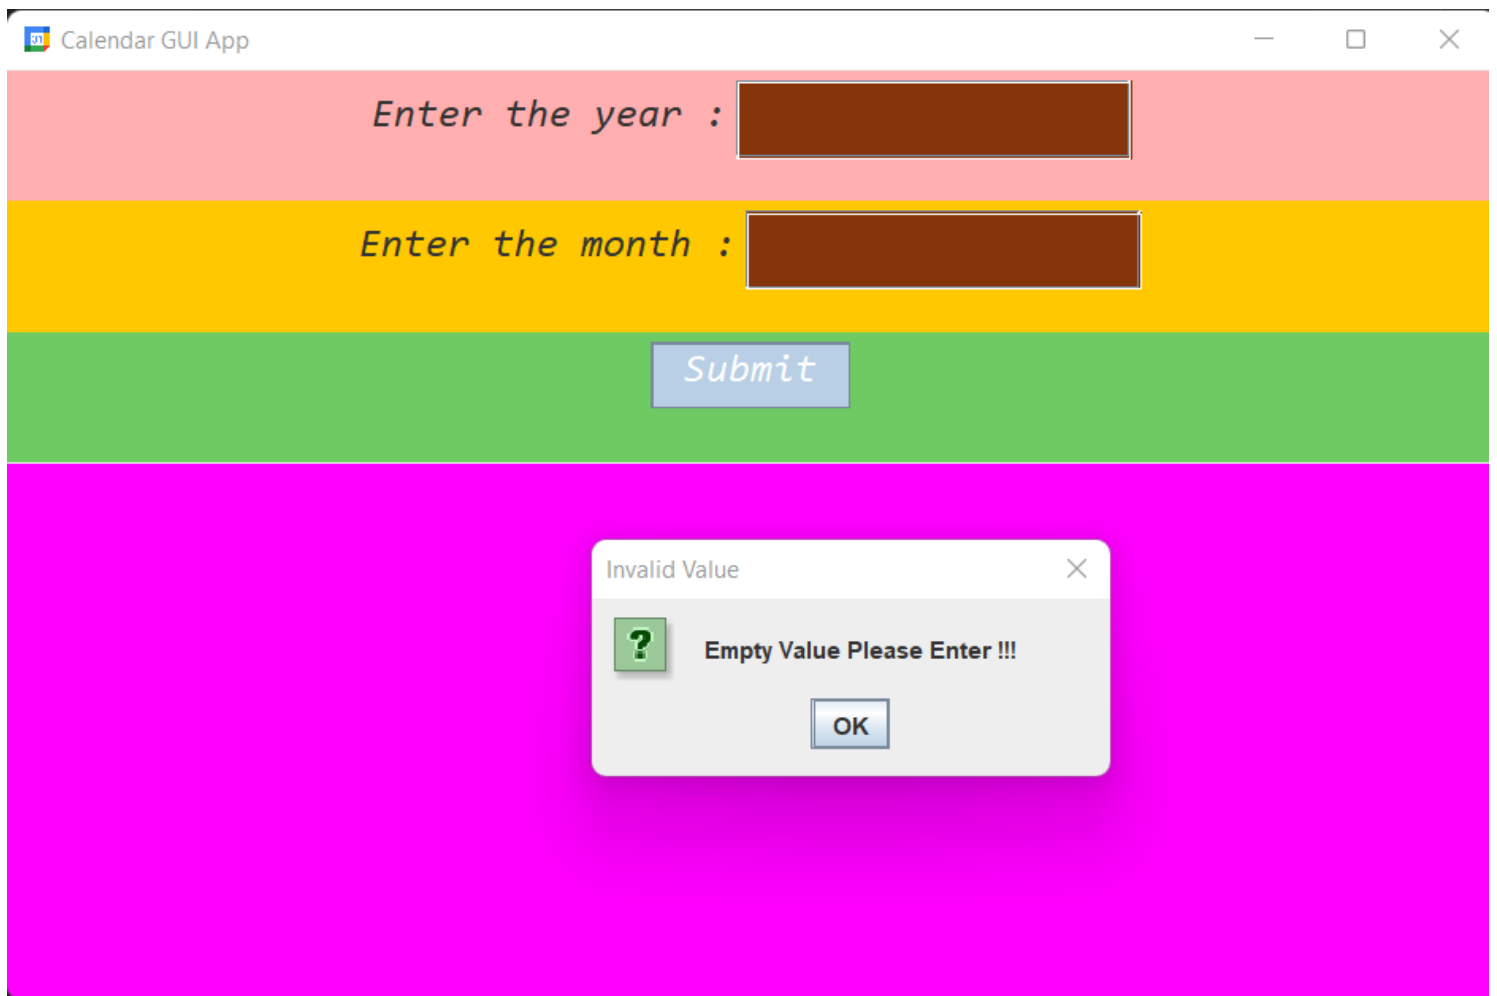 Calendar GUI App
Enter the year :
Enter the month :
Submit
Invalid Value
?
Empty Value Please Enter !!!
OK